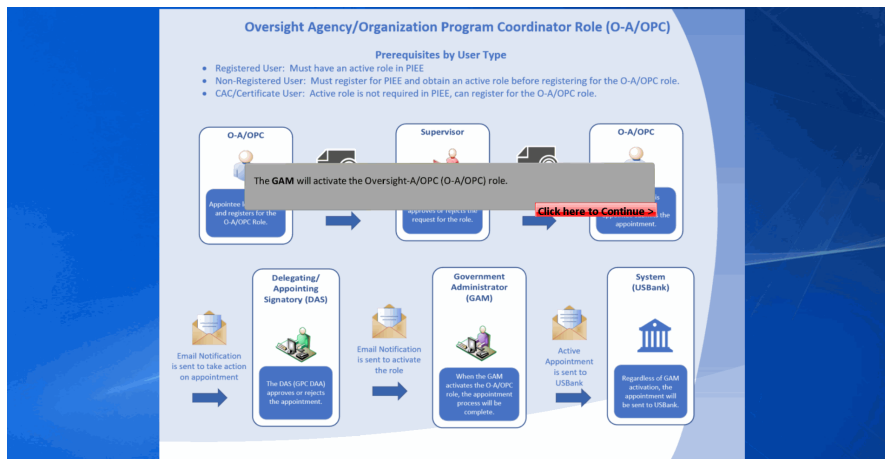 Oversight Agency/Organization Program Coordinator Role (O-A/OPC)
Prerequisites by User Type
• Registered User: Must have an active role in PIEE
• Non-Registered User: Must register for PIEE and obtain an active role before registering for the O-A/OPC role.
• CAC/Certificate User: Active role is not required in PIEE, can register for the O-A/OPC role.
O-A/OPC
Supervisor
O-A/OPC
The GAM will activate the Oversight-A/OPC (O-A/OPC) role.
Click here to Continue >
Appointee
and registers for the
O-A/OPC Role.
approves or rejects the
request for the role.
the
appointment.
Delegating/
Appointing
Signatory (DAS)
Government
Administrator
(GAM)
System
(USBank)
Email Notification
is sent to take action
on appointment
The DAS (GPC DAA)
approves or rejects
the appointment.
Email Notification
is sent to activate
the role
When the GAM
activates the O-A/OPC
role, the appointment
process will be
complete.
Active
Appointment
is sent to
USBank
Regardless of GAM
activation, the
appointment will
be sent to USBank.